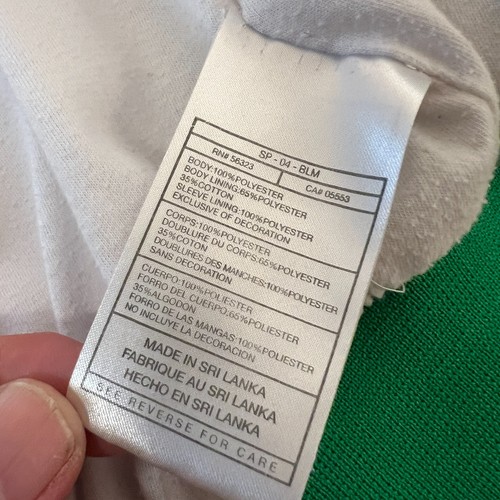 SP - 04 - BLM
RN# 56323 CA# 05553
BODY:100%POLYESTER
BODY LINING:65%POLYESTER
35%COTTON
SLEEVE LINING:100%POLYESTER
EXCLUSIVE OF DECORATION
CORPS:100%POLYESTER
DOUBLURE DU CORPS:65%POLYESTER
35%COTON
DOUBLURES DES MANCHES:100%POLYESTER
SANS DECORATION
CUERPO:100%POLIESTER
FORRO DEL CUERPO:65%POLIESTER
35%ALGODON
FORRO DE LAS MANGAS:100%POLIESTER
NO INCLUYE LA DECORACION
MADE IN SRI LANKA
FABRIQUE AU SRI LANKA
HECHO EN SRI LANKA
SEE REVERSE FOR CARE